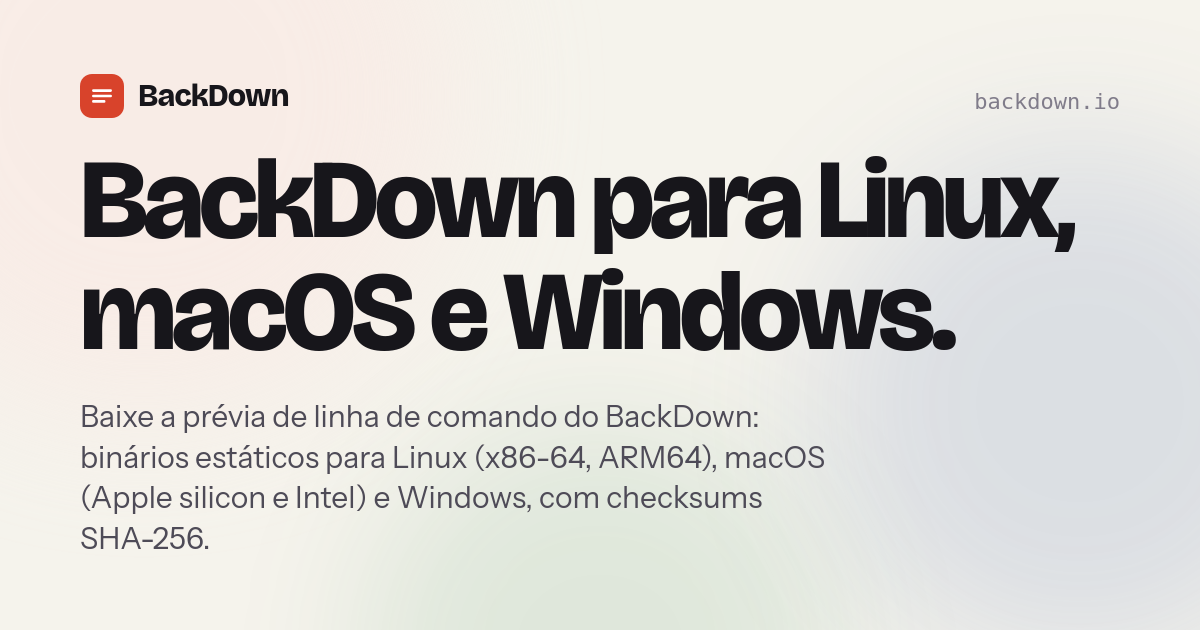 BackDown
backdown.io
BackDown para Linux,
macOS e Windows.
Baixe a prévia de linha de comando do BackDown:
binários estáticos para Linux (x86-64, ARM64), macOS
(Apple silicon e Intel) e Windows, com checksums
SHA-256.